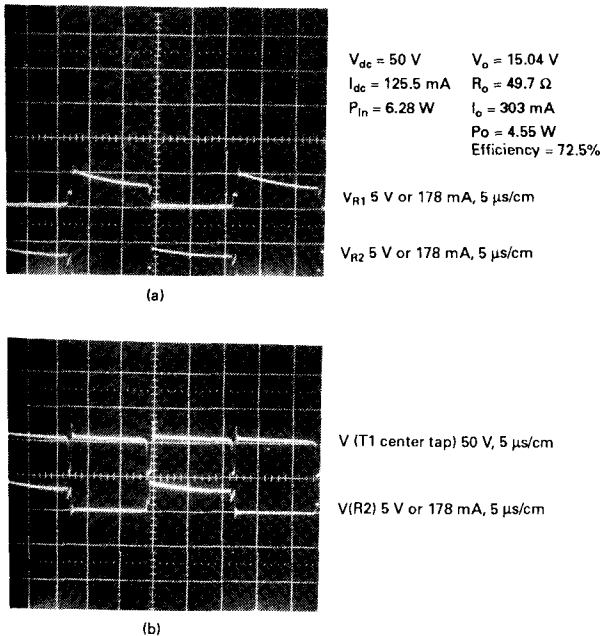 V_dc = 50 V V_o = 15.04 V
I_dc = 125.5 mA R_o = 49.7 Ω
P_in = 6.28 W I_o = 303 mA
Po = 4.55 W
Efficiency = 72.5%
V_R1 5 V or 178 mA, 5 μs/cm
V_R2 5 V or 178 mA, 5 μs/cm
(a)
V (T1 center tap) 50 V, 5 μs/cm
V(R2) 5 V or 178 mA, 5 μs/cm
(b)